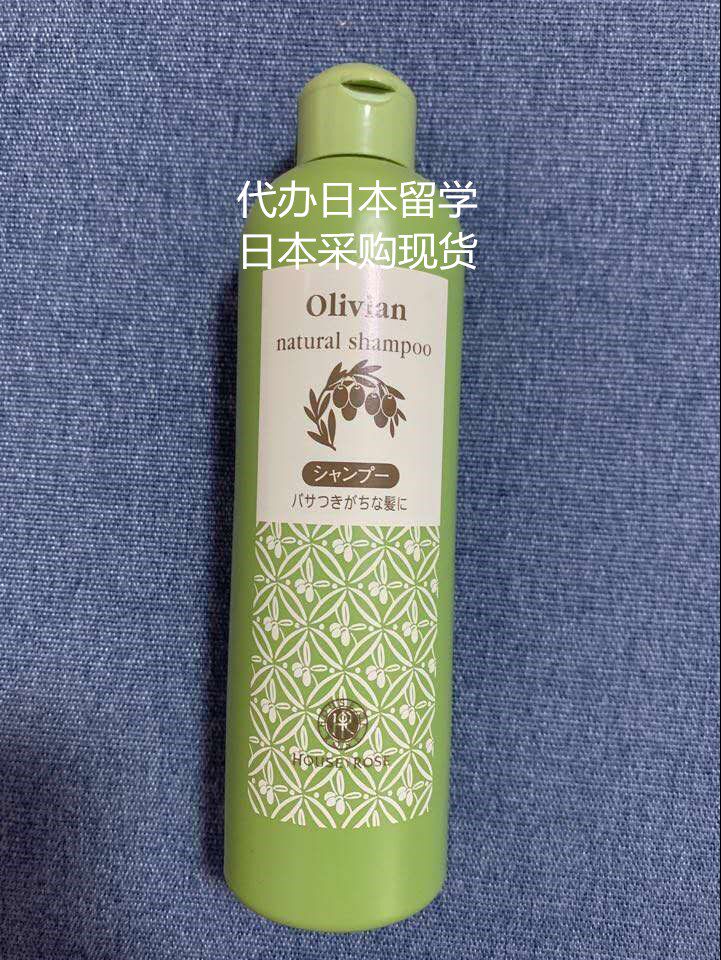 代办日本留学
日本采购现货
Olivian
natural shampoo
シャンプー
パサつきがちな髪に
HOUSE OF ROSE